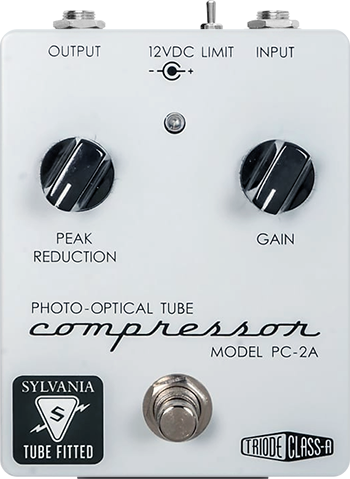 OUTPUT
12VDC
LIMIT
INPUT
- +
PEAK
REDUCTION
GAIN
PHOTO-OPTICAL TUBE
compressor
MODEL PC-2A
SYLVANIA
S
TUBE FITTED
TRIODE CLASS-A